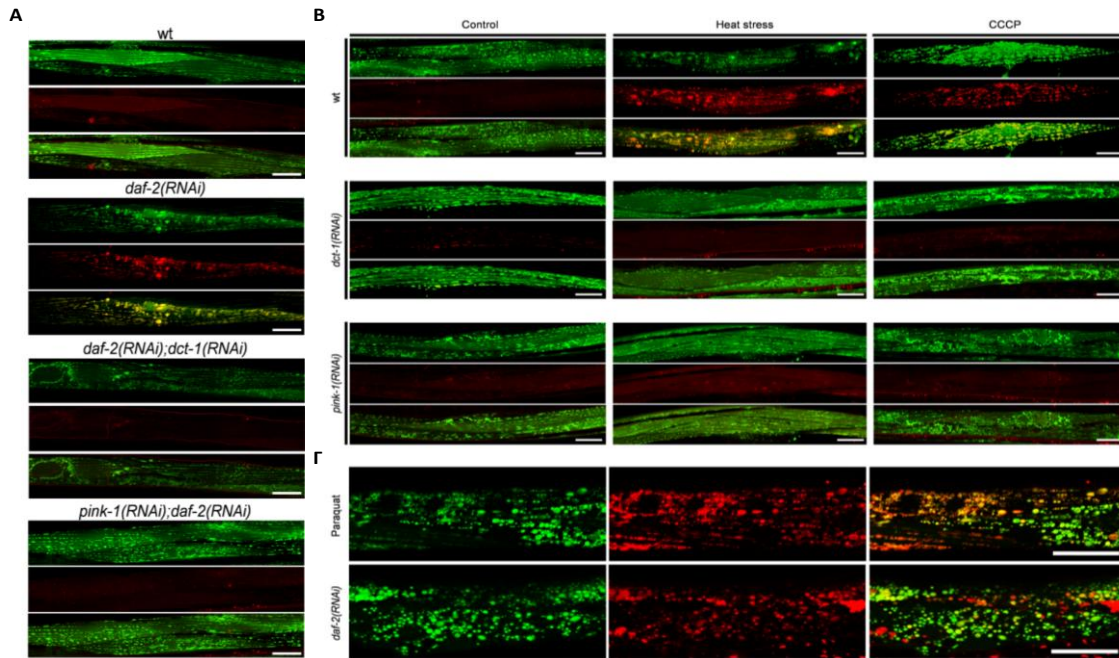 A
wt
daf-2(RNAi)
daf-2(RNAi);dct-1(RNAi)
pink-1(RNAi);daf-2(RNAi)
B
Control
Heat stress
CCCP
wt
dct-1(RNAi)
pink-1(RNAi)
Γ
Paraquat
daf-2(RNAi)